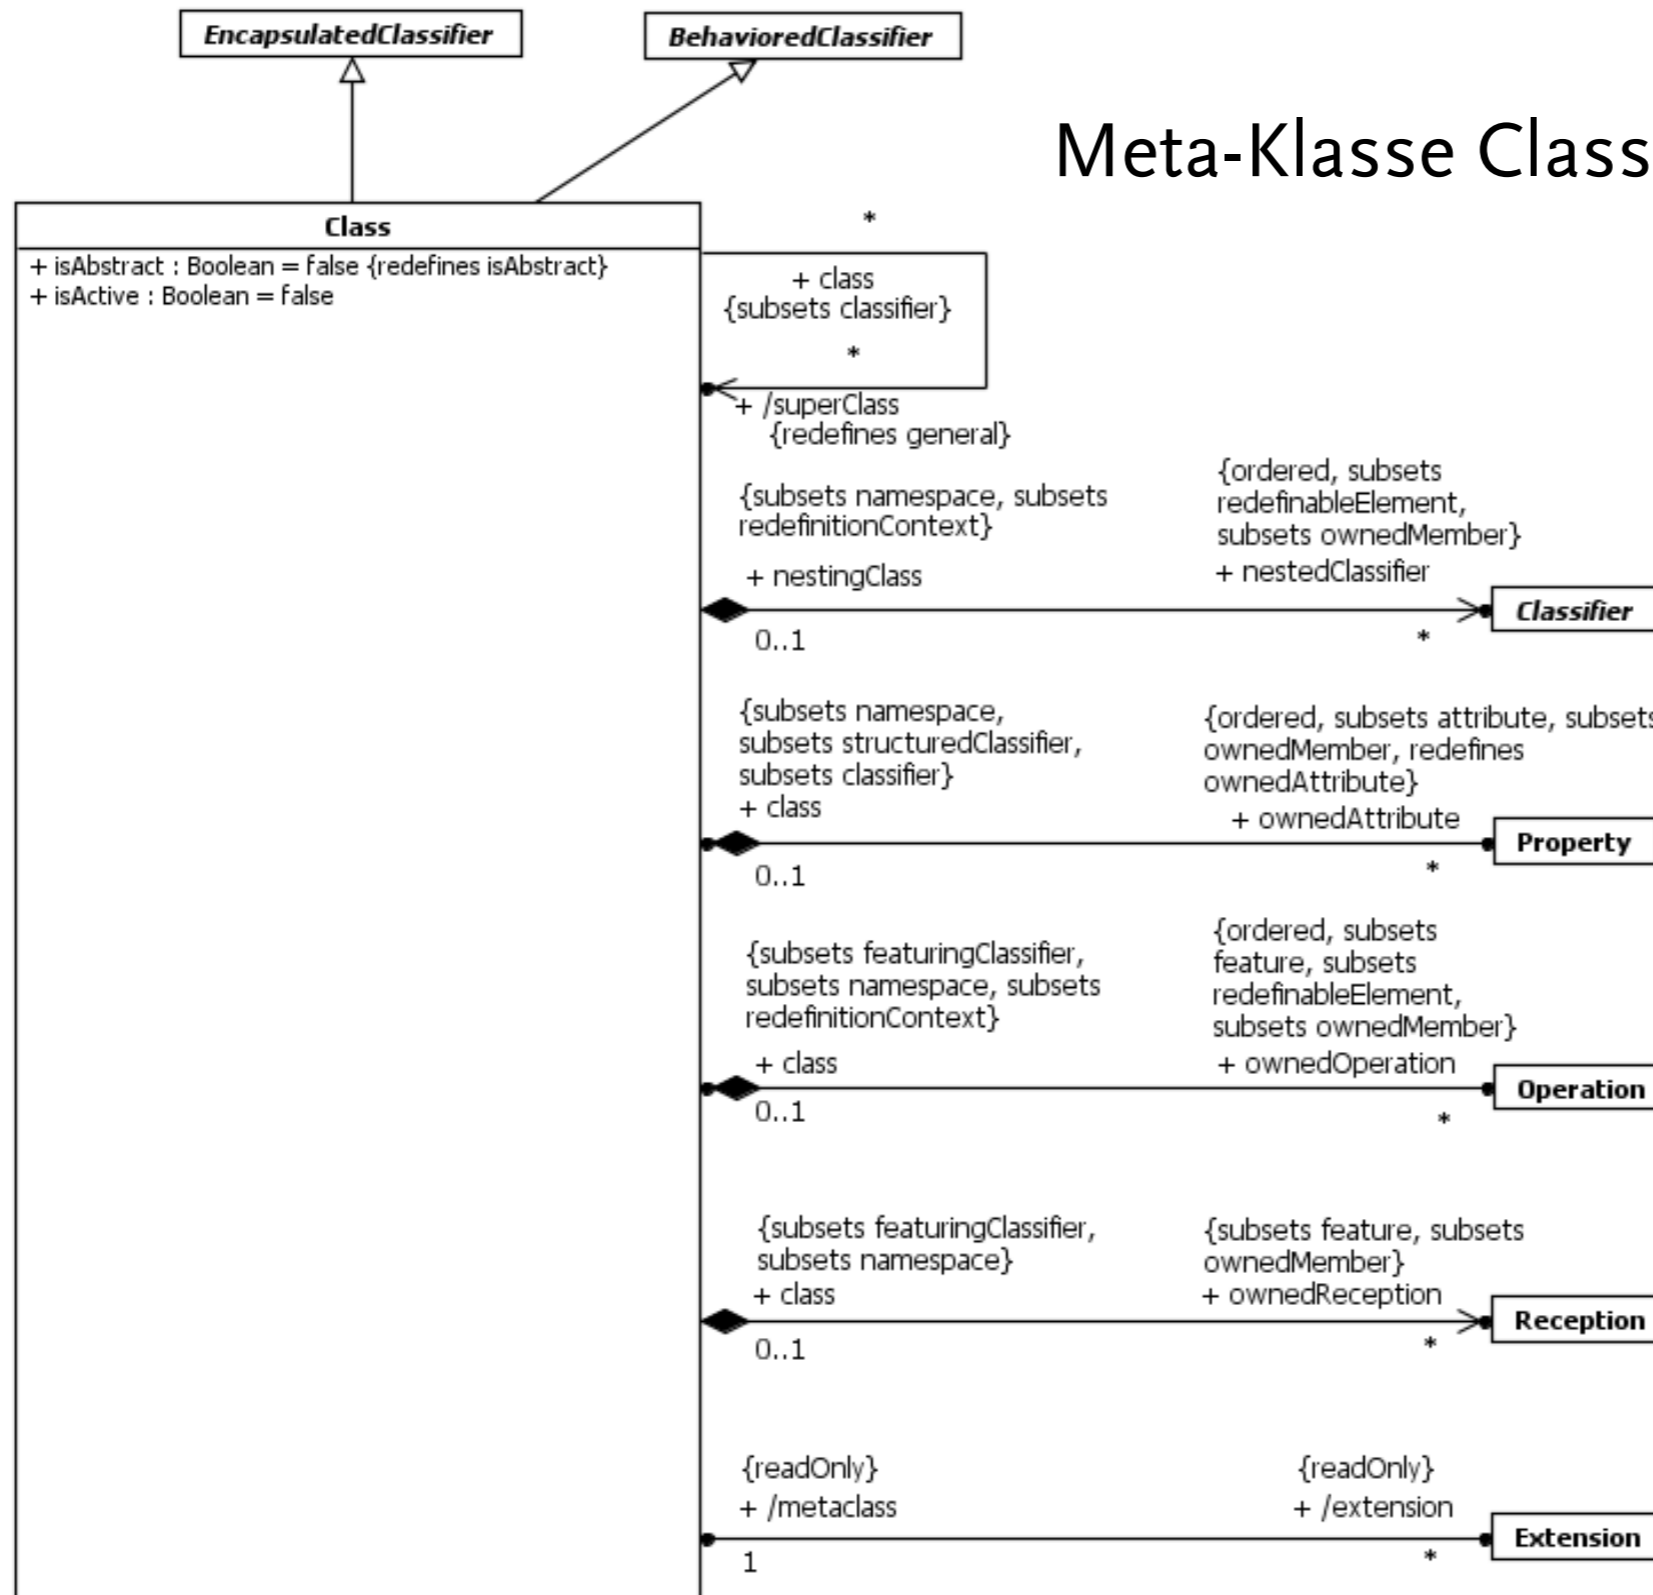 EncapsulatedClassifier
BehavioredClassifier
Meta-Klasse Class
Class
+ isAbstract : Boolean = false {redefines isAbstract}
+ isActive : Boolean = false
*
+ class
{subsets classifier}
*
+ /superClass
{redefines general}
{subsets namespace, subsets
redefinitionContext}
+ nestingClass
0..1
{ordered, subsets
redefinableElement,
subsets ownedMember}
+ nestedClassifier
*
Classifier
{subsets namespace,
subsets structuredClassifier,
subsets classifier}
+ class
0..1
{ordered, subsets attribute, subsets
ownedMember, redefines
ownedAttribute}
+ ownedAttribute
*
Property
{subsets featuringClassifier,
subsets namespace, subsets
redefinitionContext}
+ class
0..1
{ordered, subsets
feature, subsets
redefinableElement,
subsets ownedMember}
+ ownedOperation
*
Operation
{subsets featuringClassifier,
subsets namespace}
+ class
0..1
{subsets feature, subsets
ownedMember}
+ ownedReception
*
Reception
{readOnly}
+ /metaclass
1
{readOnly}
+ /extension
*
Extension